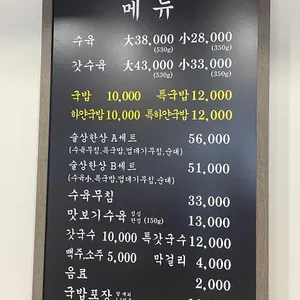 메뉴
수육 大38,000 小28,000
(530g) (350g)
갓수육 大43,000 小33,000
(530g) (350g)
국밥 10,000 특국밥 12,000
하얀국밥 10,000 특하얀국밥 12,000
술상한상 A세트 56,000
(수육무침, 특국밥, 껍데기무침, 순대)
술상한상 B세트 51,000
(수육小, 특국밥, 껍데기무침, 순대)
수육무침 33,000
맛보기수육 (150g) 13,000
갓국수 10,000 특갓국수 12,000
맥주,소주 5,000 막걸리 4,000
음료 2,000
국밥포장